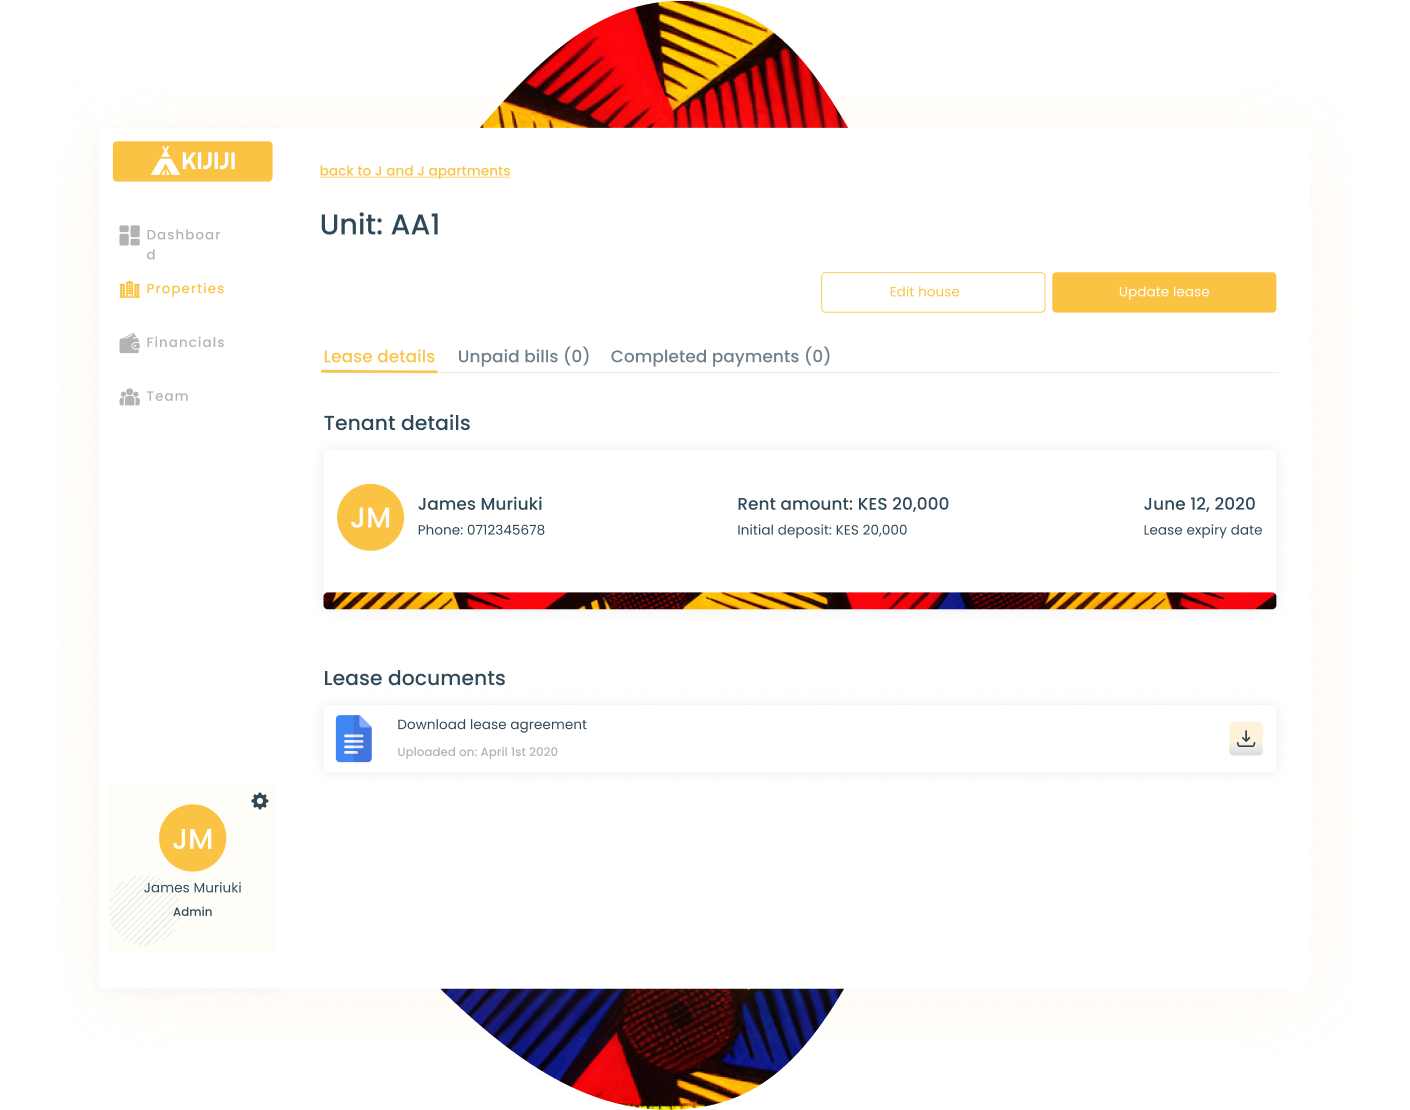 KIJIJI
Dashboar
d
Properties
Financials
Team
JM
James Muriuki
Admin
back to J and J apartments
Unit: AA1
Edit house
Update lease
Lease details
Unpaid bills (0)
Completed payments (0)
Tenant details
JM
James Muriuki
Phone: 0712345678
Rent amount: KES 20,000
Initial deposit: KES 20,000
June 12, 2020
Lease expiry date
Lease documents
Download lease agreement
Uploaded on: April 1st 2020